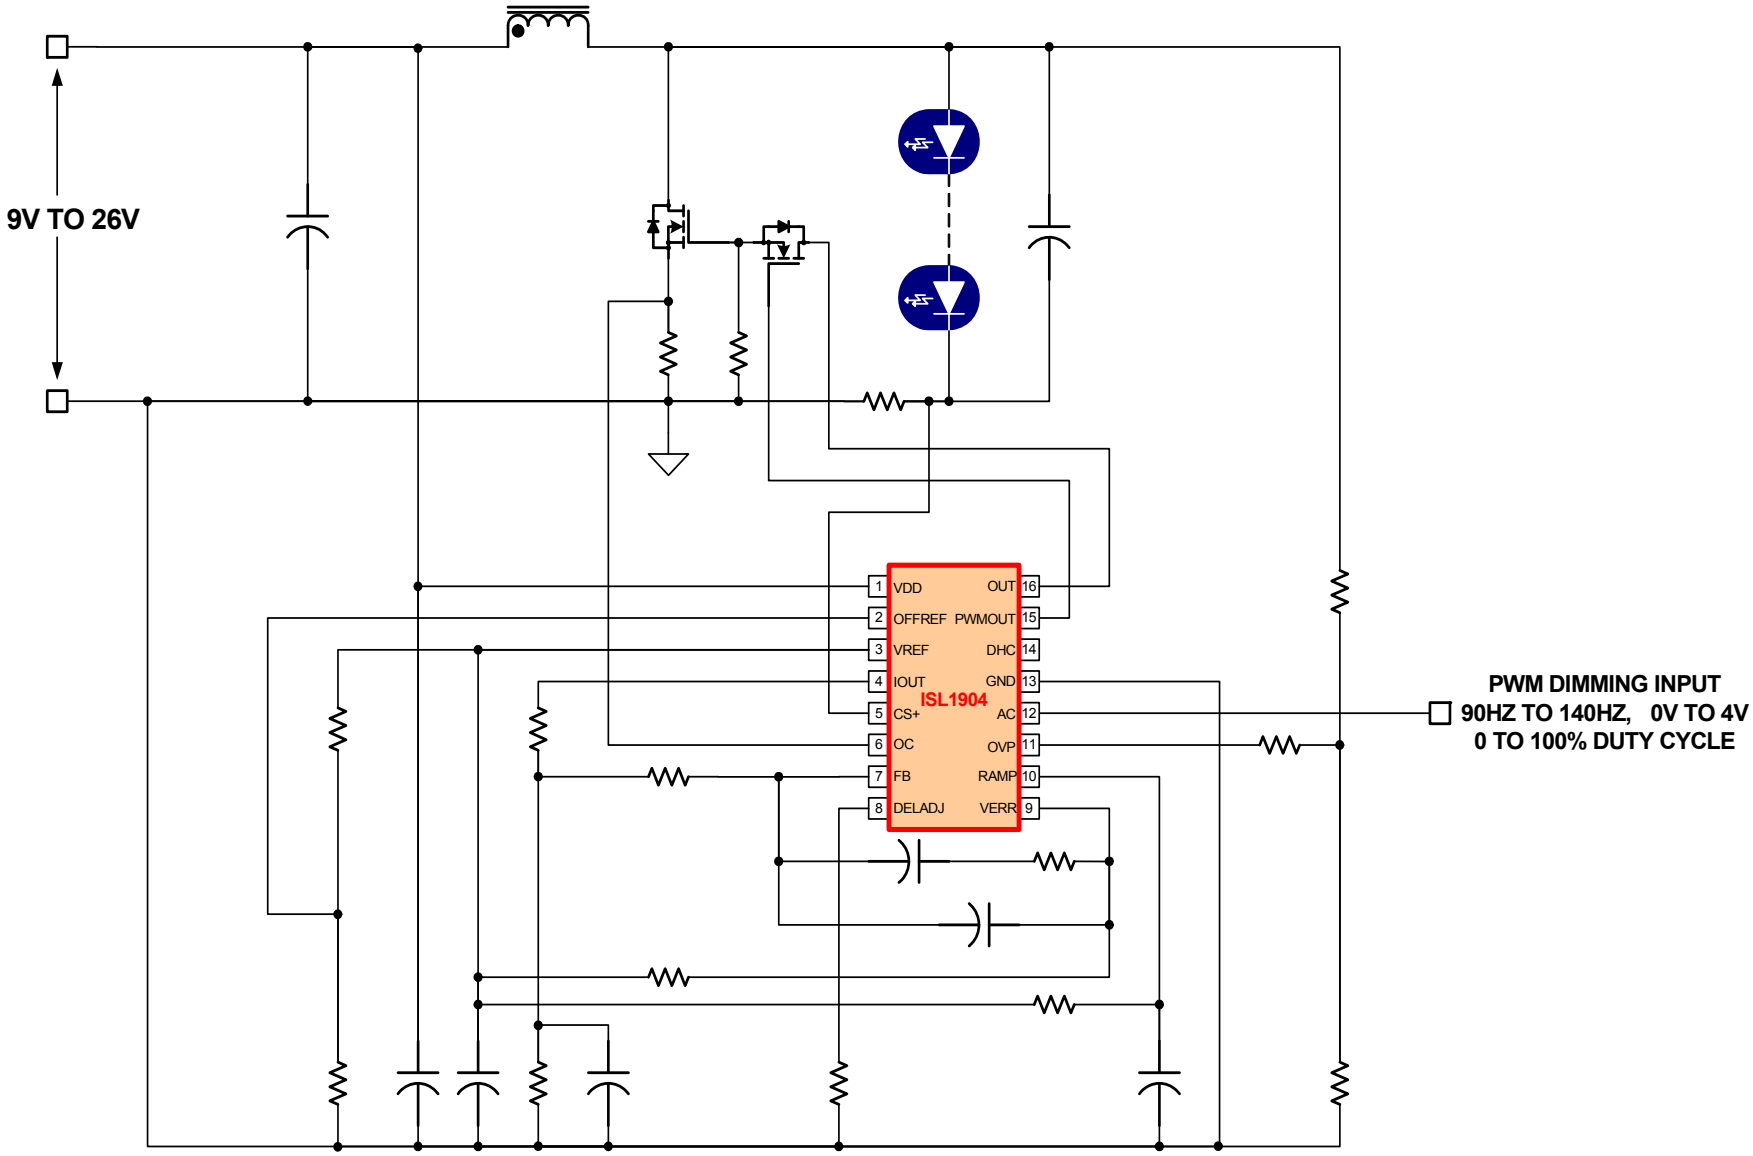 9V TO 26V
1 VDD OUT 16
2 OFFREF PWMOUT 15
3 VREF DHC 14
4 IOUT GND 13
ISL1904
5 CS+ AC 12
6 OC OVP 11
7 FB RAMP 10
8 DELADJ VERR 9
PWM DIMMING INPUT
90HZ TO 140HZ, 0V TO 4V
0 TO 100% DUTY CYCLE